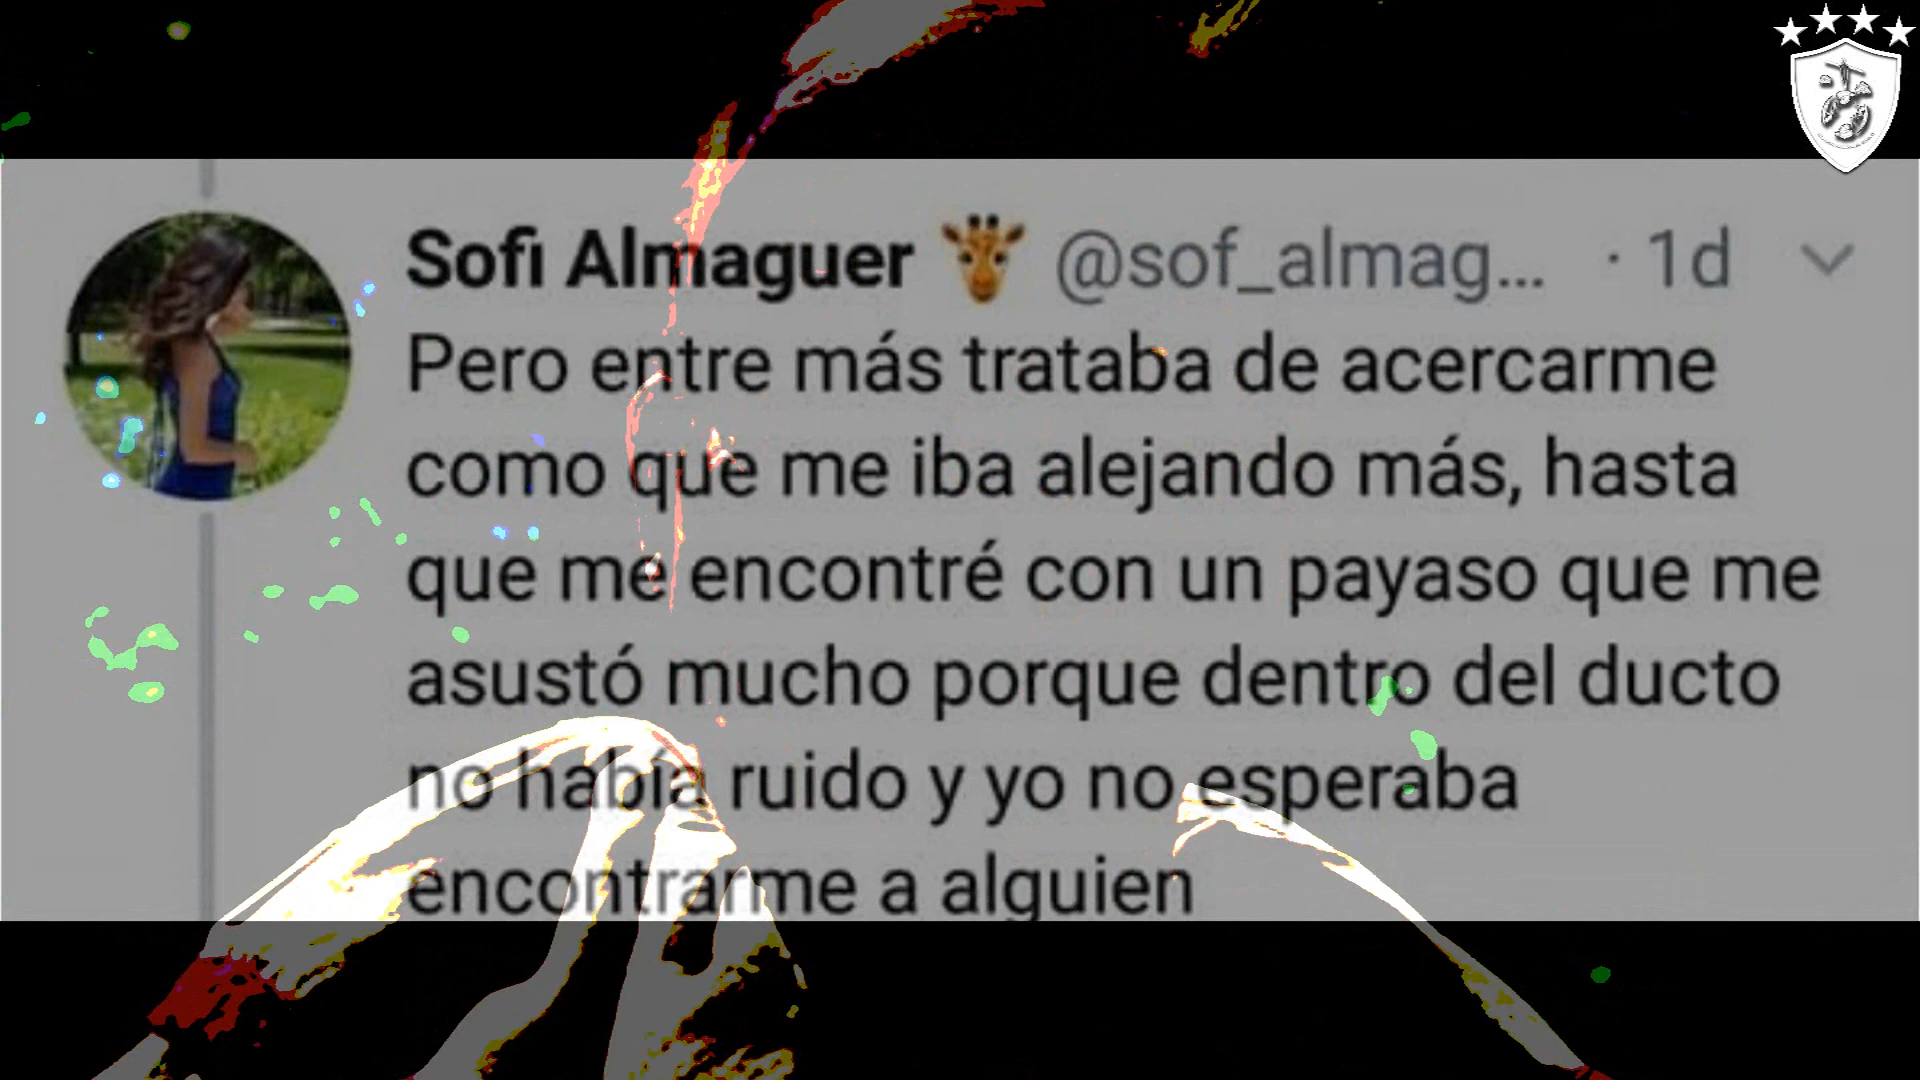 Sofi Almaguer 🦒 @sof_almag... · 1d
Pero entre más trataba de acercarme
como que me iba alejando más, hasta
que me encontré con un payaso que me
asustó mucho porque dentro del ducto
no había ruido y yo no esperaba
encontrarme a alguien